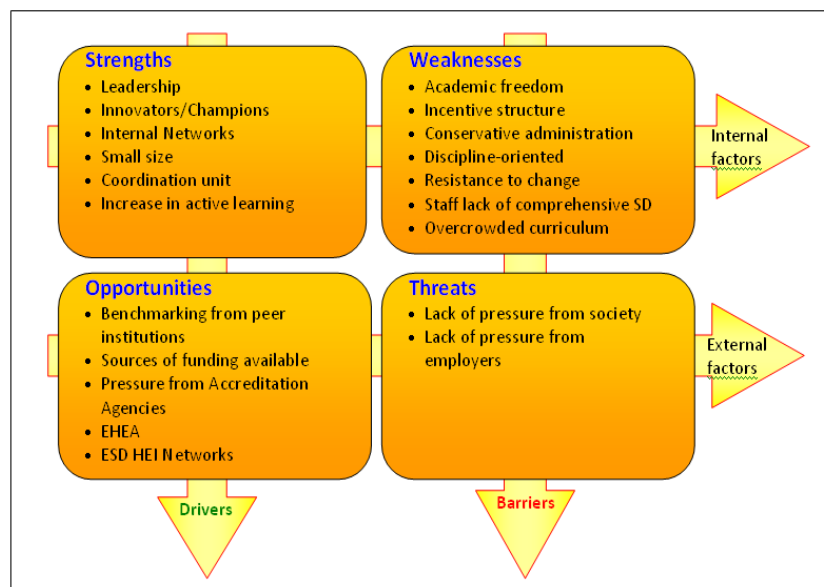 Strengths
• Leadership
• Innovators/Champions
• Internal Networks
• Small size
• Coordination unit
• Increase in active learning
Weaknesses
• Academic freedom
• Incentive structure
• Conservative administration
• Discipline-oriented
• Resistance to change
• Staff lack of comprehensive SD
• Overcrowded curriculum
Internal
factors
Opportunities
• Benchmarking from peer
institutions
• Sources of funding available
• Pressure from Accreditation
Agencies
• EHEA
• ESD HEI Networks
Threats
• Lack of pressure from society
• Lack of pressure from
employers
External
factors
Drivers
Barriers